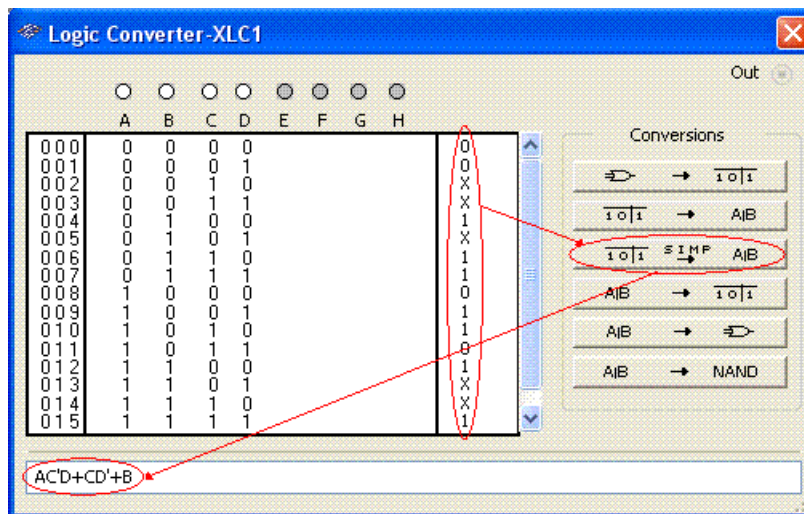 Logic Converter-XLC1
Out
A B C D E F G H
000 0 0 0 0 0
001 0 0 0 1 0
002 0 0 1 0 X
003 0 0 1 1 X
004 0 1 0 0 1
005 0 1 0 1 X
006 0 1 1 0 1
007 0 1 1 1 1
008 1 0 0 0 0
009 1 0 0 1 1
010 1 0 1 0 1
011 1 0 1 1 0
012 1 1 0 0 1
013 1 1 0 1 X
014 1 1 1 0 X
015 1 1 1 1 1
Conversions
→ 1 0|1
1 0|1 → A|B
1 0|1 SIMP → A|B
A|B → 1 0|1
A|B →
A|B → NAND
AC'D+CD'+B